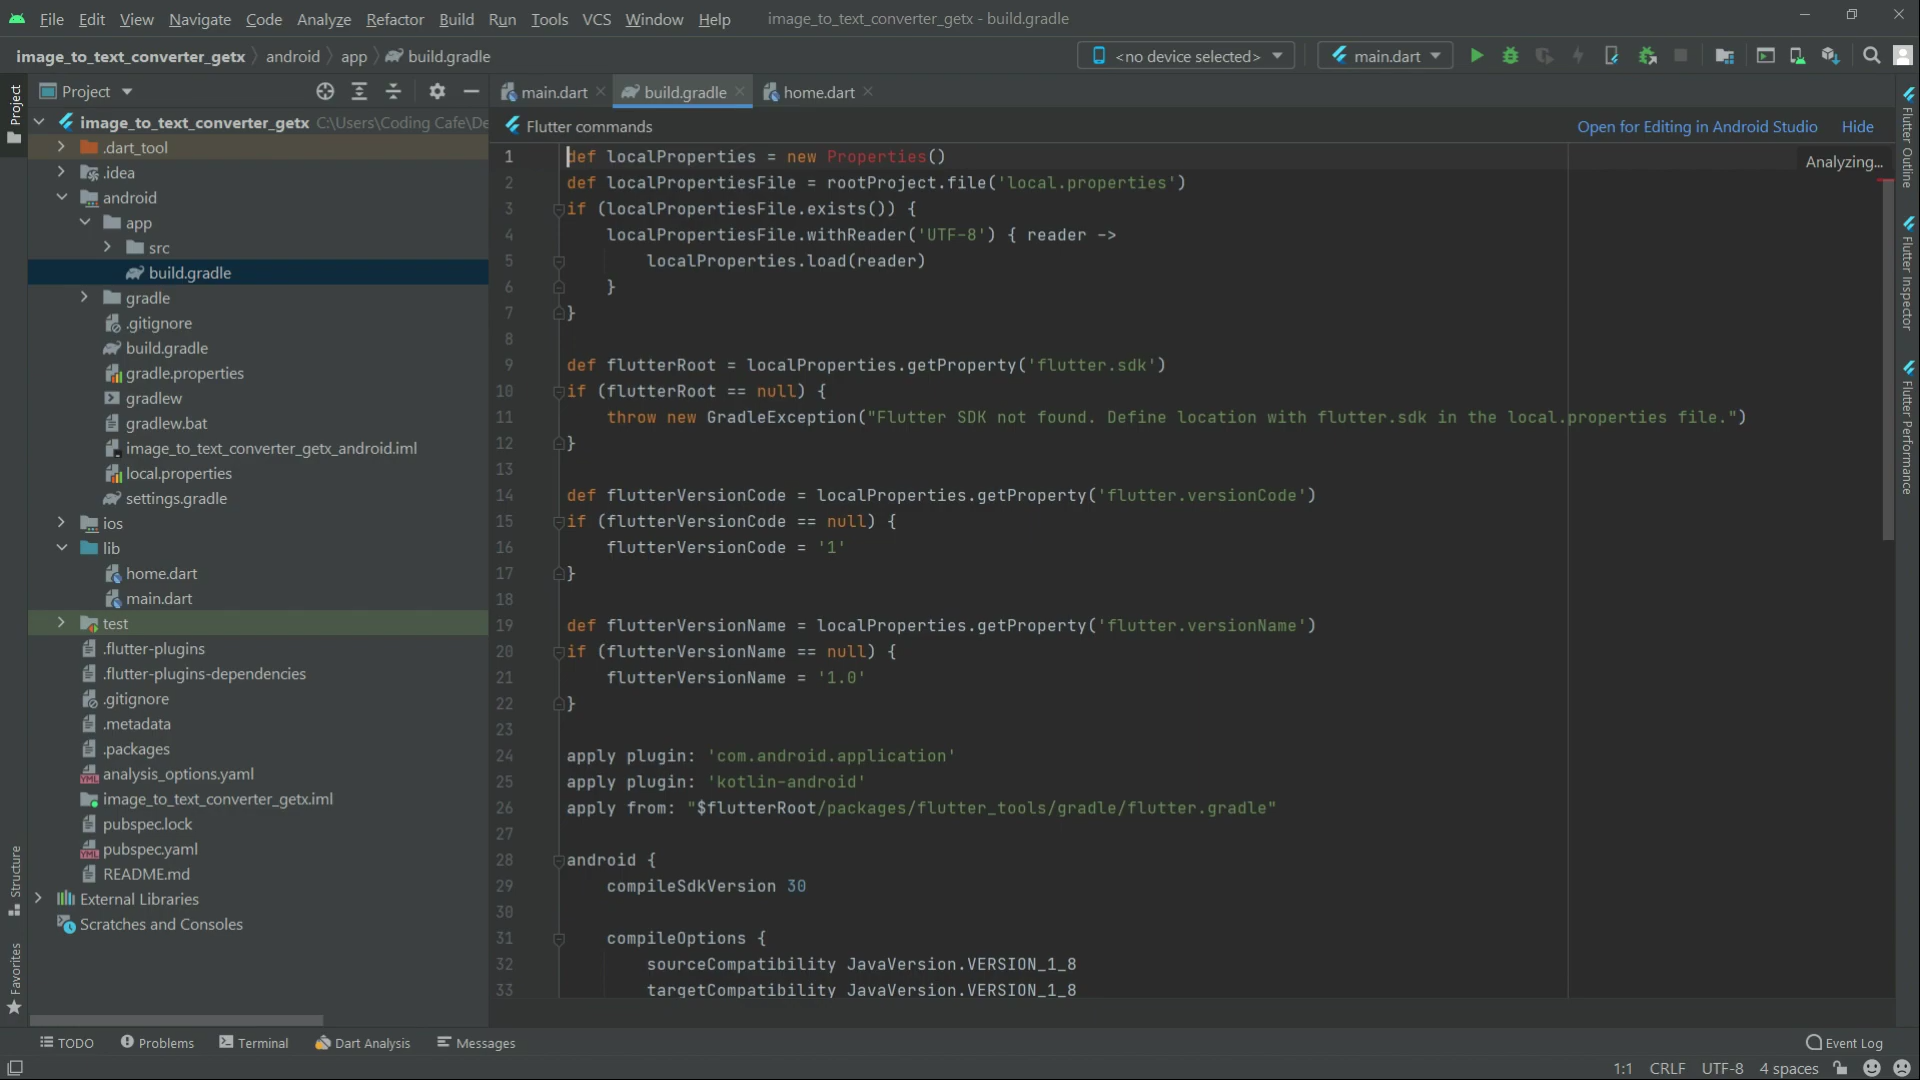 File Edit View Navigate Code Analyze Refactor Build Run Tools VCS Window Help image_to_text_converter_getx - build.gradle
image_to_text_converter_getx android app build.gradle <no device selected> main.dart
Project main.dart build.gradle home.dart
Project
image_to_text_converter_getx C:\Users\Coding Cafe\De
.dart_tool
.idea
android
app
src
build.gradle
gradle
.gitignore
build.gradle
gradle.properties
gradlew
gradlew.bat
image_to_text_converter_getx_android.iml
local.properties
settings.gradle
ios
lib
home.dart
main.dart
test
.flutter-plugins
.flutter-plugins-dependencies
.gitignore
.metadata
.packages
analysis_options.yaml
image_to_text_converter_getx.iml
pubspec.lock
pubspec.yaml
README.md
External Libraries
Scratches and Consoles
Structure
Favorites
Flutter commands Open for Editing in Android Studio Hide
Analyzing...
1 def localProperties = new Properties()
2 def localPropertiesFile = rootProject.file('local.properties')
3 if (localPropertiesFile.exists()) {
4 localPropertiesFile.withReader('UTF-8') { reader ->
5 localProperties.load(reader)
6 }
7 }
8
9 def flutterRoot = localProperties.getProperty('flutter.sdk')
10 if (flutterRoot == null) {
11 throw new GradleException("Flutter SDK not found. Define location with flutter.sdk in the local.properties file.")
12 }
13
14 def flutterVersionCode = localProperties.getProperty('flutter.versionCode')
15 if (flutterVersionCode == null) {
16 flutterVersionCode = '1'
17 }
18
19 def flutterVersionName = localProperties.getProperty('flutter.versionName')
20 if (flutterVersionName == null) {
21 flutterVersionName = '1.0'
22 }
23
24 apply plugin: 'com.android.application'
25 apply plugin: 'kotlin-android'
26 apply from: "$flutterRoot/packages/flutter_tools/gradle/flutter.gradle"
27
28 android {
29 compileSdkVersion 30
30
31 compileOptions {
32 sourceCompatibility JavaVersion.VERSION_1_8
33 targetCompatibility JavaVersion.VERSION_1_8
Flutter Outline
Flutter Inspector
Flutter Performance
TODO Problems Terminal Dart Analysis Messages Event Log
1:1 CRLF UTF-8 4 spaces